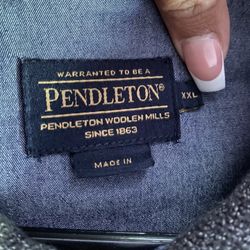 WARRANTED TO BE A
PENDLETON®
PENDLETON WOOLEN MILLS
SINCE 1863
XXL
MADE IN